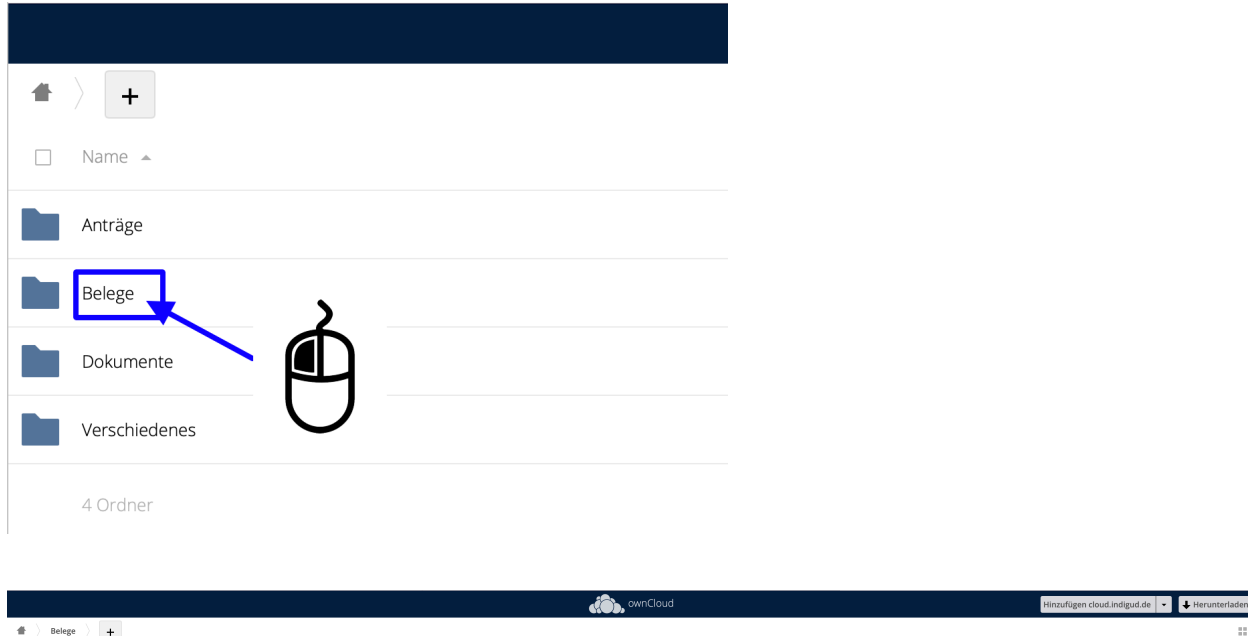 +
Name
Anträge
Belege
Dokumente
Verschiedenes
4 Ordner
ownCloud
Hinzufügen cloud.indigud.de
Herunterladen
Belege
+